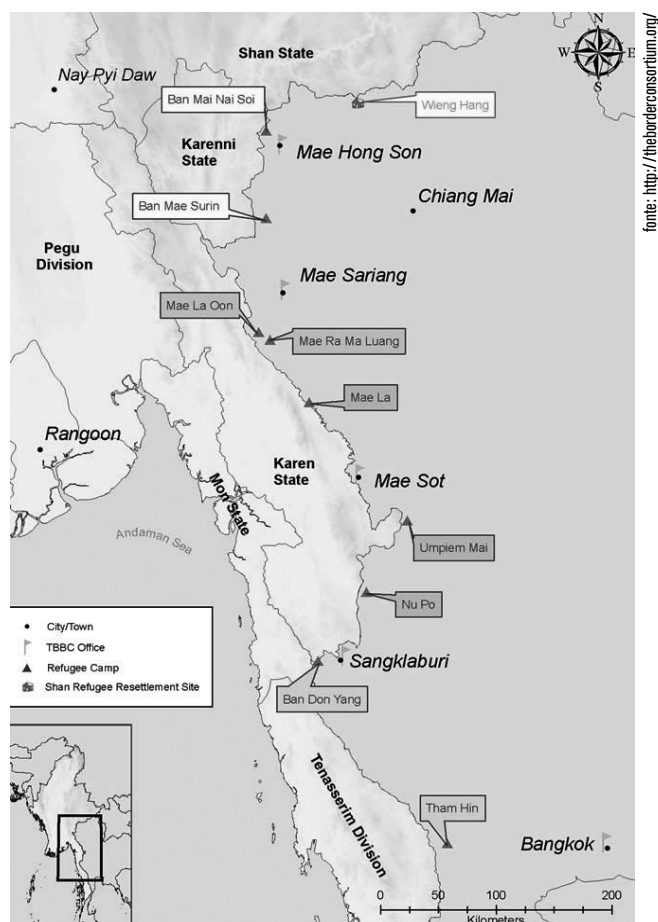 N
W
E
S
Shan State
Nay Pyi Daw
Ban Mai Nai Soi
Wieng Hang
Karenni
State
Mae Hong Son
Chiang Mai
Ban Mae Surin
Pegu
Division
Mae Sariang
Mae La Oon
Mae Ra Ma Luang
Mae La
Rangoon
Karen
State
Mon State
Mae Sot
Andaman Sea
Umpiem Mai
Nu Po
City/Town
TBBC Office
Refugee Camp
Shan Refugee Resettlement Site
Sangklaburi
Ban Don Yang
Tenasserim Division
Tham Hin
Bangkok
0 50 100 150 200
Kilometers
fonte: http://theborderconsortium.org/